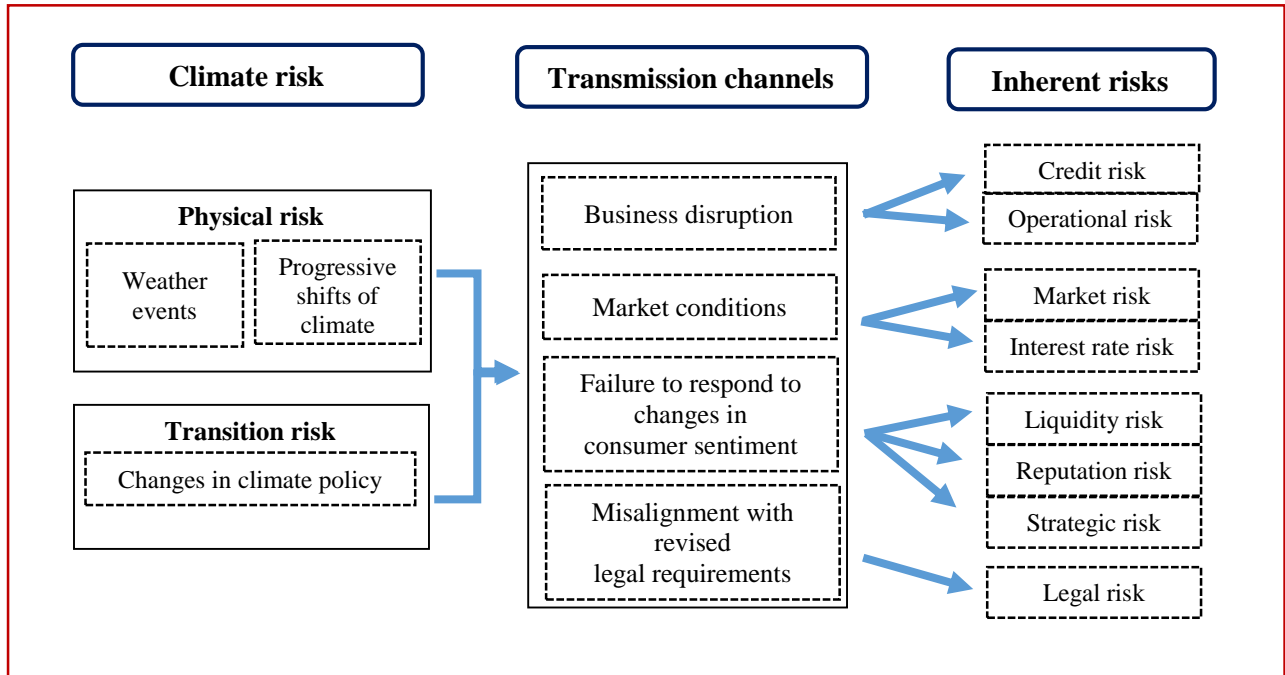 Climate risk
Transmission channels
Inherent risks
Physical risk
Weather
events
Progressive
shifts of
climate
Transition risk
Changes in climate policy
Business disruption
Market conditions
Failure to respond to
changes in
consumer sentiment
Misalignment with
revised
legal requirements
Credit risk
Operational risk
Market risk
Interest rate risk
Liquidity risk
Reputation risk
Strategic risk
Legal risk